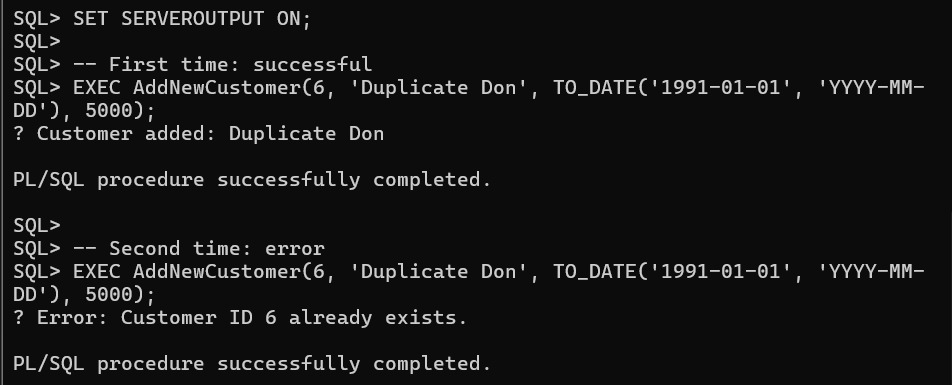 SQL> SET SERVEROUTPUT ON;
SQL>
SQL> -- First time: successful
SQL> EXEC AddNewCustomer(6, 'Duplicate Don', TO_DATE('1991-01-01', 'YYYY-MM-
DD'), 5000);
? Customer added: Duplicate Don
PL/SQL procedure successfully completed.
SQL>
SQL> -- Second time: error
SQL> EXEC AddNewCustomer(6, 'Duplicate Don', TO_DATE('1991-01-01', 'YYYY-MM-
DD'), 5000);
? Error: Customer ID 6 already exists.
PL/SQL procedure successfully completed.